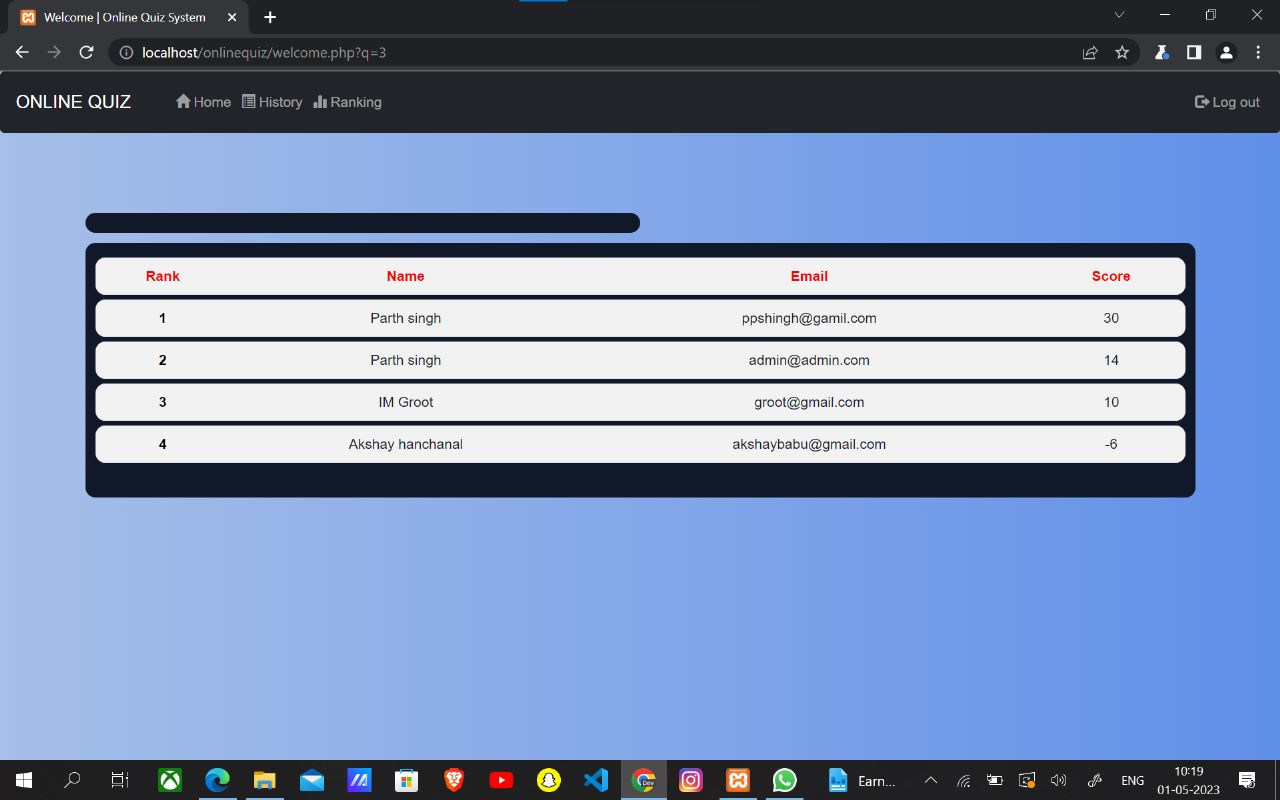 Welcome | Online Quiz System
localhost/onlinequiz/welcome.php?q=3
ONLINE QUIZ Home History Ranking Log out
Rank Name Email Score
1 Parth singh ppshingh@gamil.com 30
2 Parth singh admin@admin.com 14
3 IM Groot groot@gmail.com 10
4 Akshay hanchanal akshaybabu@gmail.com -6
Dev
Earn...
ENG
10:19
01-05-2023